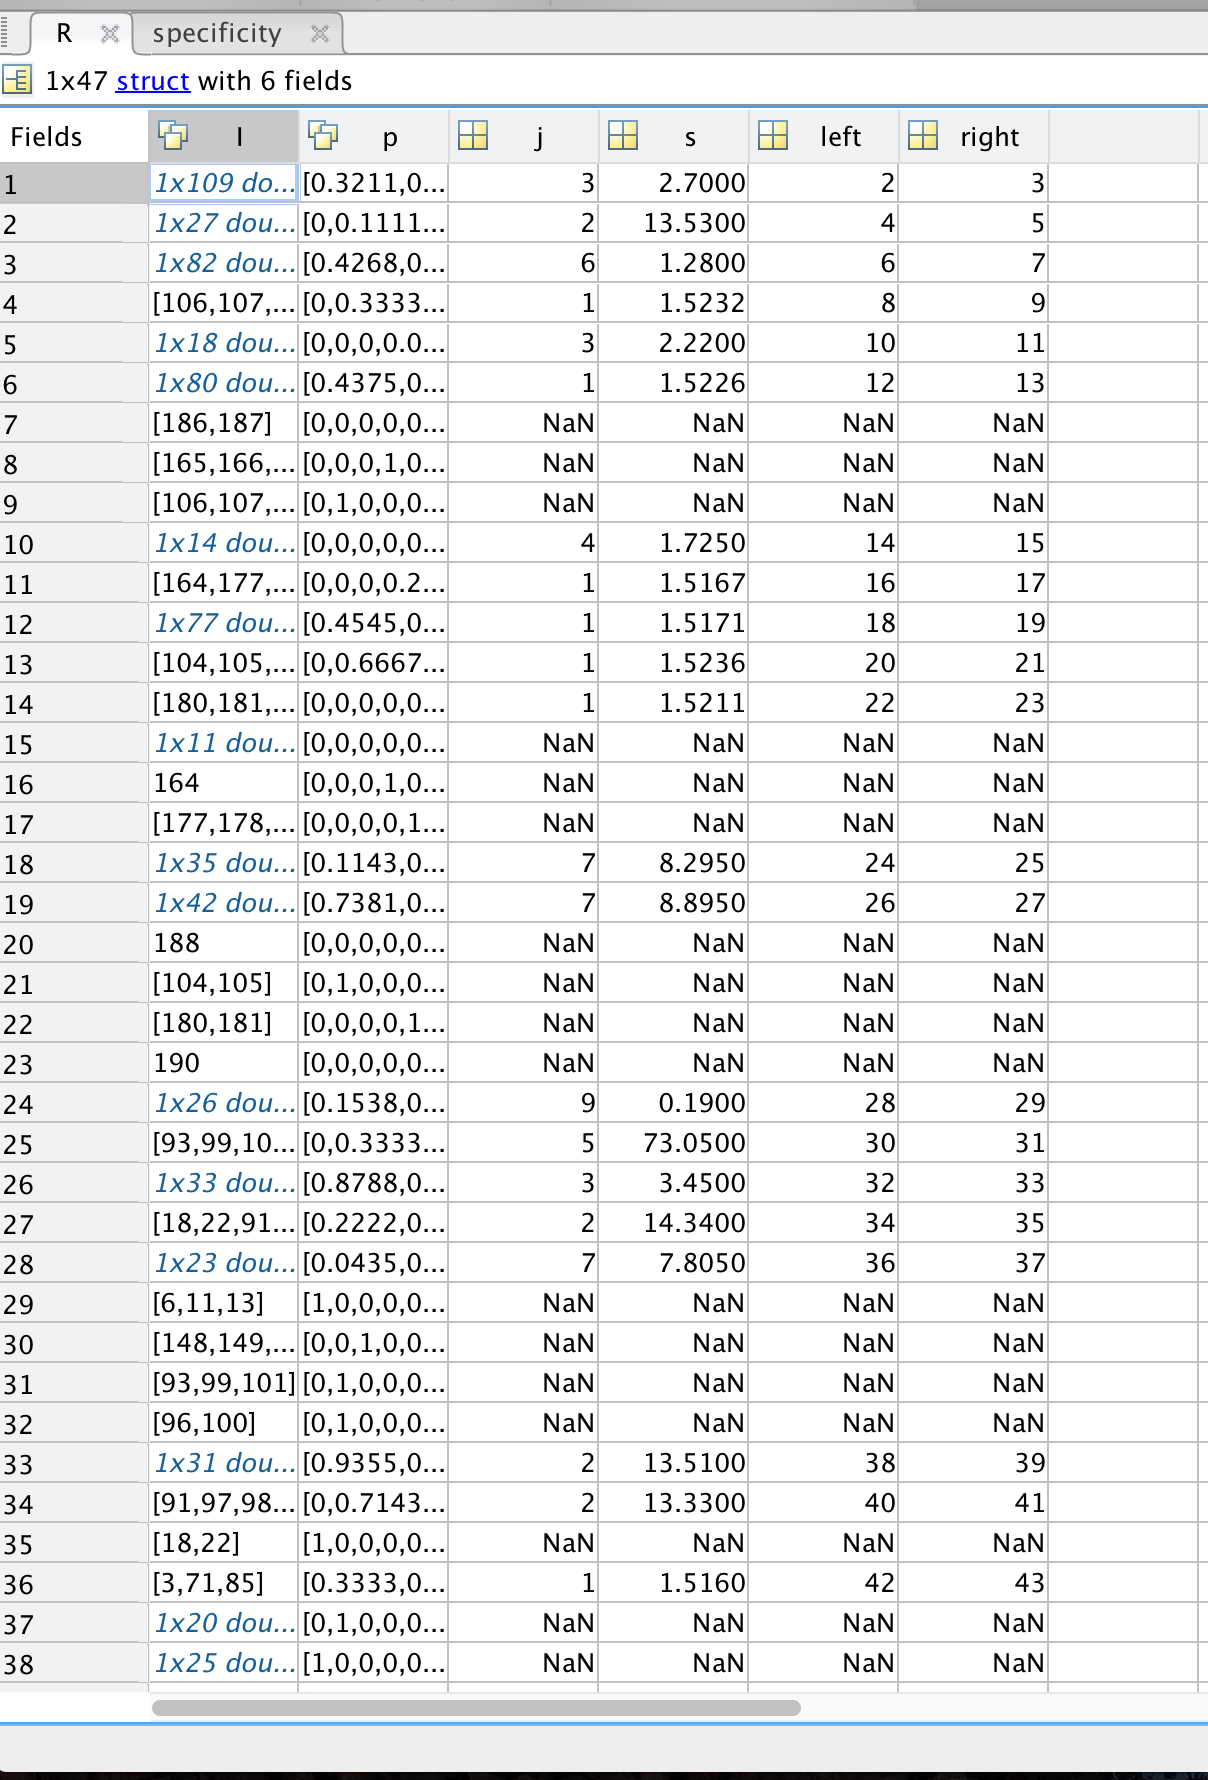 R specificity
1x47 struct with 6 fields
Fields I p j s left right
1 1x109 do... [0.3211,0... 3 2.7000 2 3
2 1x27 dou... [0,0.1111... 2 13.5300 4 5
3 1x82 dou... [0.4268,0... 6 1.2800 6 7
4 [106,107,... [0,0.3333... 1 1.5232 8 9
5 1x18 dou... [0,0,0,0.0... 3 2.2200 10 11
6 1x80 dou... [0.4375,0... 1 1.5226 12 13
7 [186,187] [0,0,0,0,0... NaN NaN NaN NaN
8 [165,166,... [0,0,0,1,0... NaN NaN NaN NaN
9 [106,107,... [0,1,0,0,0... NaN NaN NaN NaN
10 1x14 dou... [0,0,0,0,0... 4 1.7250 14 15
11 [164,177,... [0,0,0,0.2... 1 1.5167 16 17
12 1x77 dou... [0.4545,0... 1 1.5171 18 19
13 [104,105,... [0,0.6667... 1 1.5236 20 21
14 [180,181,... [0,0,0,0,0... 1 1.5211 22 23
15 1x11 dou... [0,0,0,0,0... NaN NaN NaN NaN
16 164 [0,0,0,1,0... NaN NaN NaN NaN
17 [177,178,... [0,0,0,0,1... NaN NaN NaN NaN
18 1x35 dou... [0.1143,0... 7 8.2950 24 25
19 1x42 dou... [0.7381,0... 7 8.8950 26 27
20 188 [0,0,0,0,0... NaN NaN NaN NaN
21 [104,105] [0,1,0,0,0... NaN NaN NaN NaN
22 [180,181] [0,0,0,0,1... NaN NaN NaN NaN
23 190 [0,0,0,0,0... NaN NaN NaN NaN
24 1x26 dou... [0.1538,0... 9 0.1900 28 29
25 [93,99,10... [0,0.3333... 5 73.0500 30 31
26 1x33 dou... [0.8788,0... 3 3.4500 32 33
27 [18,22,91... [0.2222,0... 2 14.3400 34 35
28 1x23 dou... [0.0435,0... 7 7.8050 36 37
29 [6,11,13] [1,0,0,0,0... NaN NaN NaN NaN
30 [148,149,... [0,0,1,0,0... NaN NaN NaN NaN
31 [93,99,101] [0,1,0,0,0... NaN NaN NaN NaN
32 [96,100] [0,1,0,0,0... NaN NaN NaN NaN
33 1x31 dou... [0.9355,0... 2 13.5100 38 39
34 [91,97,98... [0,0.7143... 2 13.3300 40 41
35 [18,22] [1,0,0,0,0... NaN NaN NaN NaN
36 [3,71,85] [0.3333,0... 1 1.5160 42 43
37 1x20 dou... [0,1,0,0,0... NaN NaN NaN NaN
38 1x25 dou... [1,0,0,0,0... NaN NaN NaN NaN